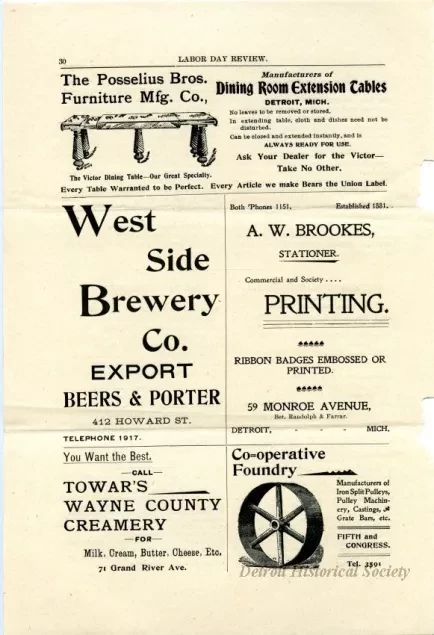 30
LABOR DAY REVIEW.
The Posselius Bros.
Furniture Mfg. Co.,
Manufacturers of
Dining Room Extension Tables
DETROIT, MICH.
No leaves to be removed or stored.
In extending table, cloth and dishes need not be
disturbed.
Can be closed and extended instantly, and is
ALWAYS READY FOR USE.
Ask Your Dealer for the Victor—
Take No Other.
The Victor Dining Table—Our Great Specialty.
Every Table Warranted to be Perfect. Every Article we make Bears the Union Label.
West
Side
Brewery
Co.
EXPORT
BEERS & PORTER
412 HOWARD ST.
TELEPHONE 1917.
Both 'Phones 1151.
Established 1881.
A. W. BROOKES,
STATIONER.
Commercial and Society ....
PRINTING.
RIBBON BADGES EMBOSSED OR
PRINTED.
59 MONROE AVENUE,
Bet. Randolph & Farrar.
DETROIT, - - - MICH.
You Want the Best.
—CALL—
TOWAR'S
WAYNE COUNTY
CREAMERY
—FOR—
Milk, Cream, Butter, Cheese, Etc.
71 Grand River Ave.
Co=operative
Foundry
Manufacturers of
Iron Split Pulleys,
Pulley Machin-
ery, Castings,
Grate Bars, etc.
FIFTH and
CONGRESS.
Tel. 3591
Detroit Historical Society